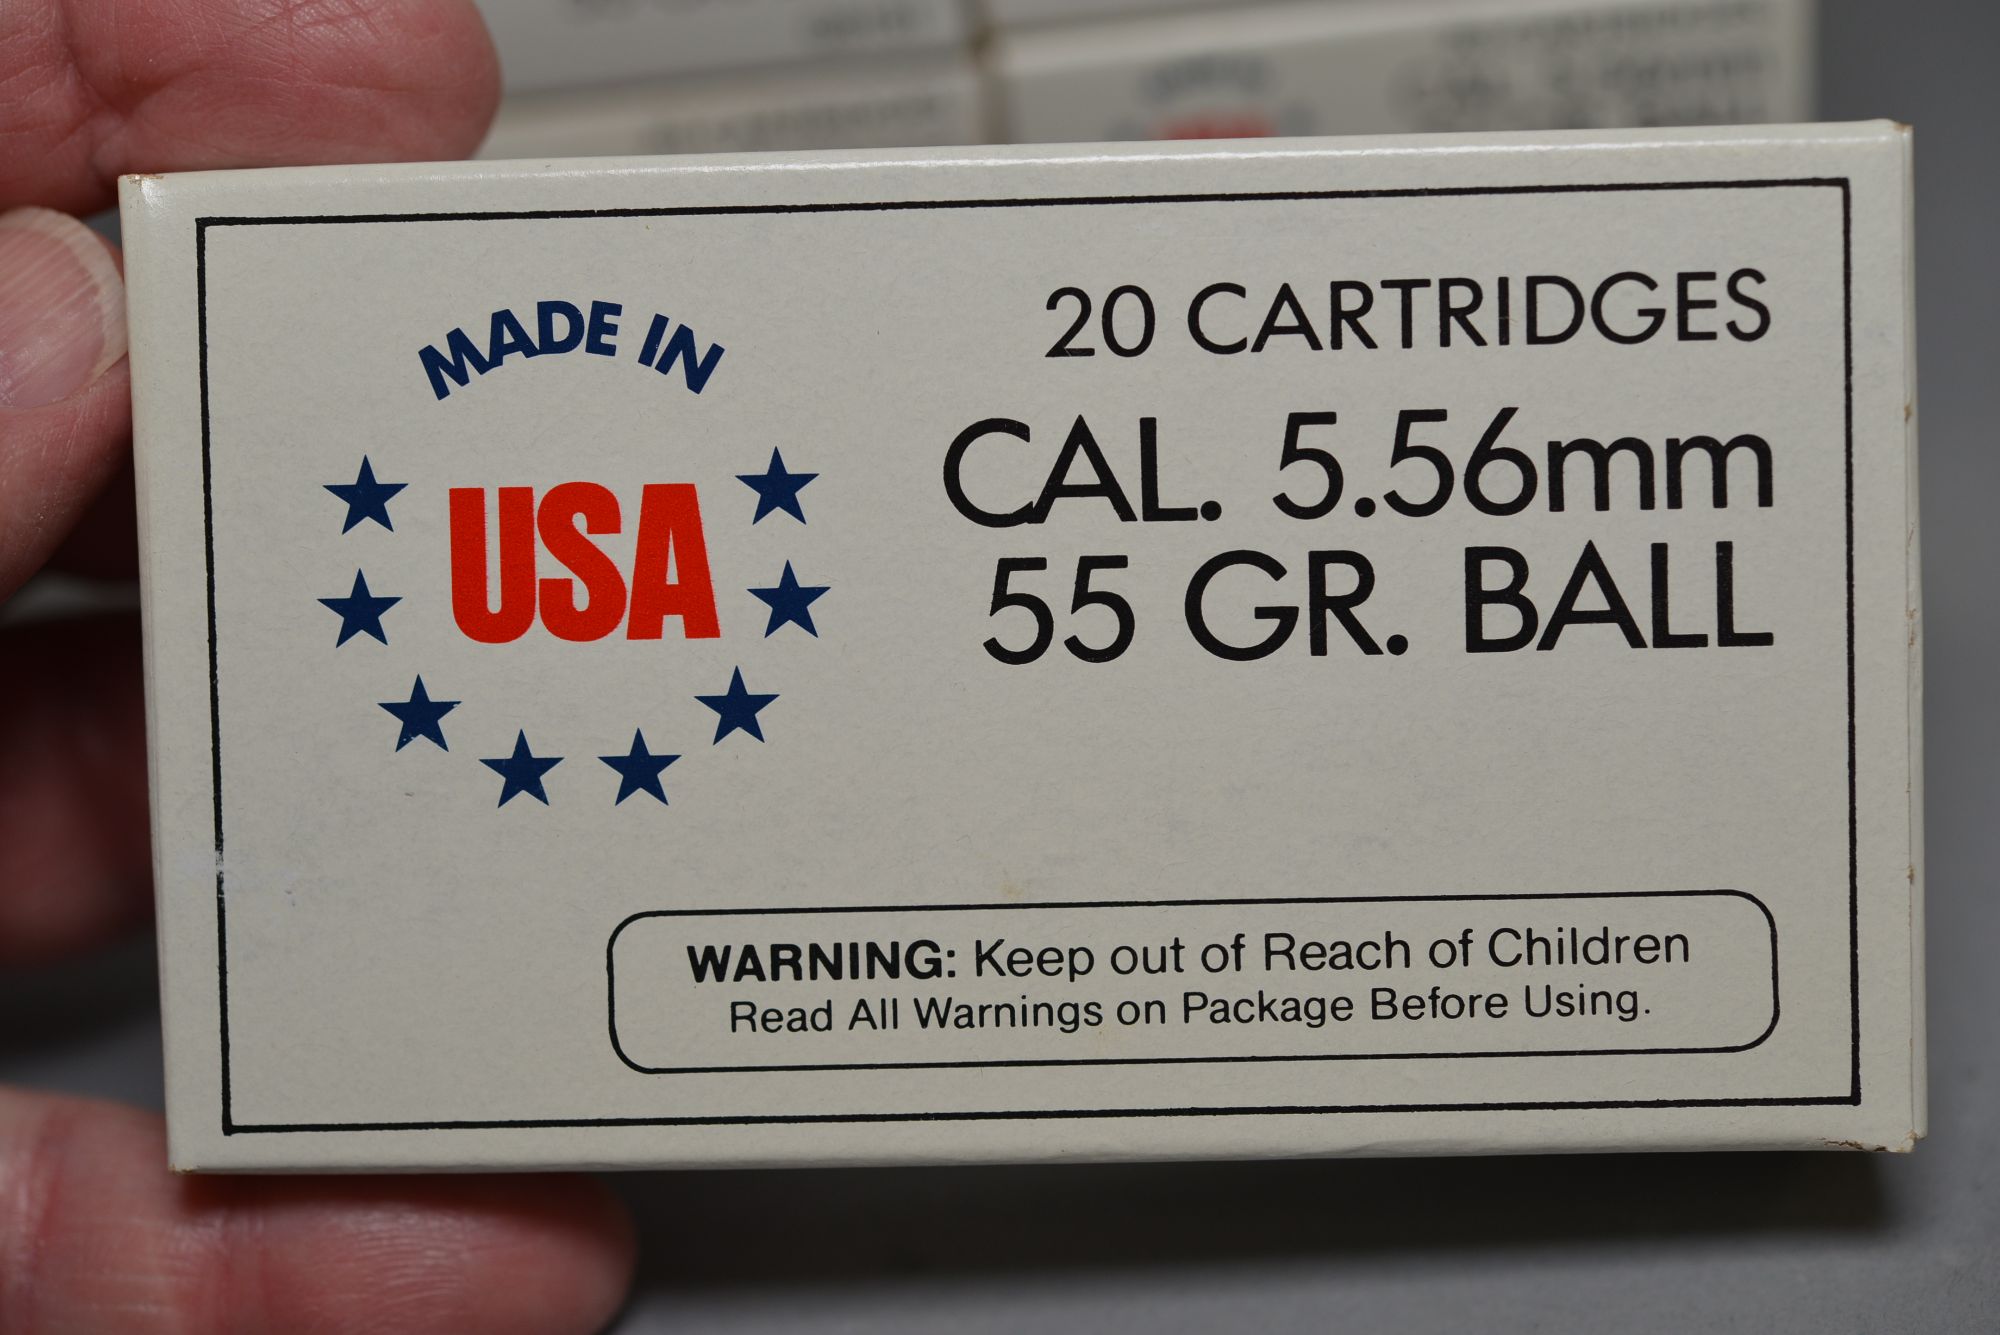 MADE IN
USA
20 CARTRIDGES
CAL. 5.56mm
55 GR. BALL
WARNING: Keep out of Reach of Children
Read All Warnings on Package Before Using.